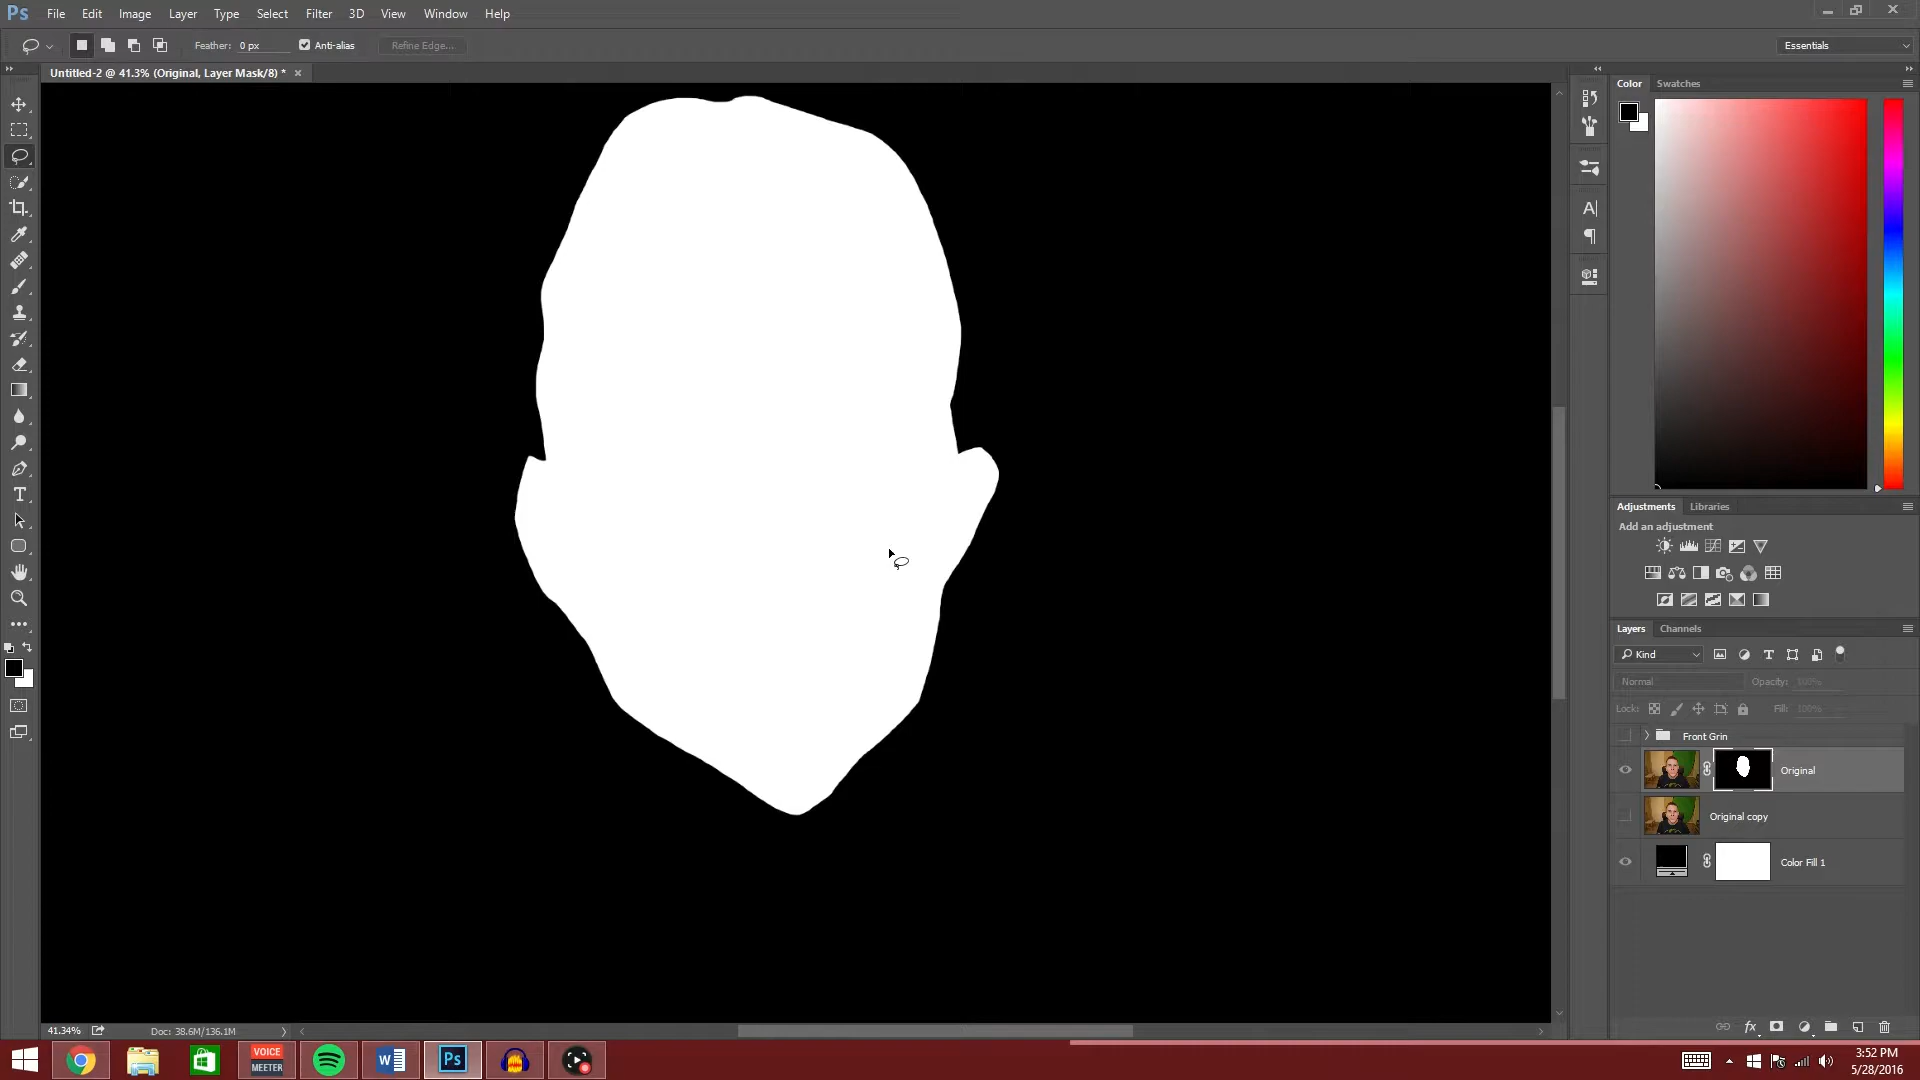 Ps File Edit Image Layer Type Select Filter 3D View Window Help
Feather: 0 px Anti-alias Refine Edge... Essentials
Untitled-2 @ 41.3% (Original, Layer Mask/8) *
Color Swatches
Adjustments Libraries
Add an adjustment
Layers Channels
Kind
Normal Opacity: 100%
Lock: Fill: 100%
Front Grin
Original
Original copy
Color Fill 1
41.34% Doc: 38.6M/136.1M
VOICE
MEETER
Ps
3:52 PM
5/28/2016